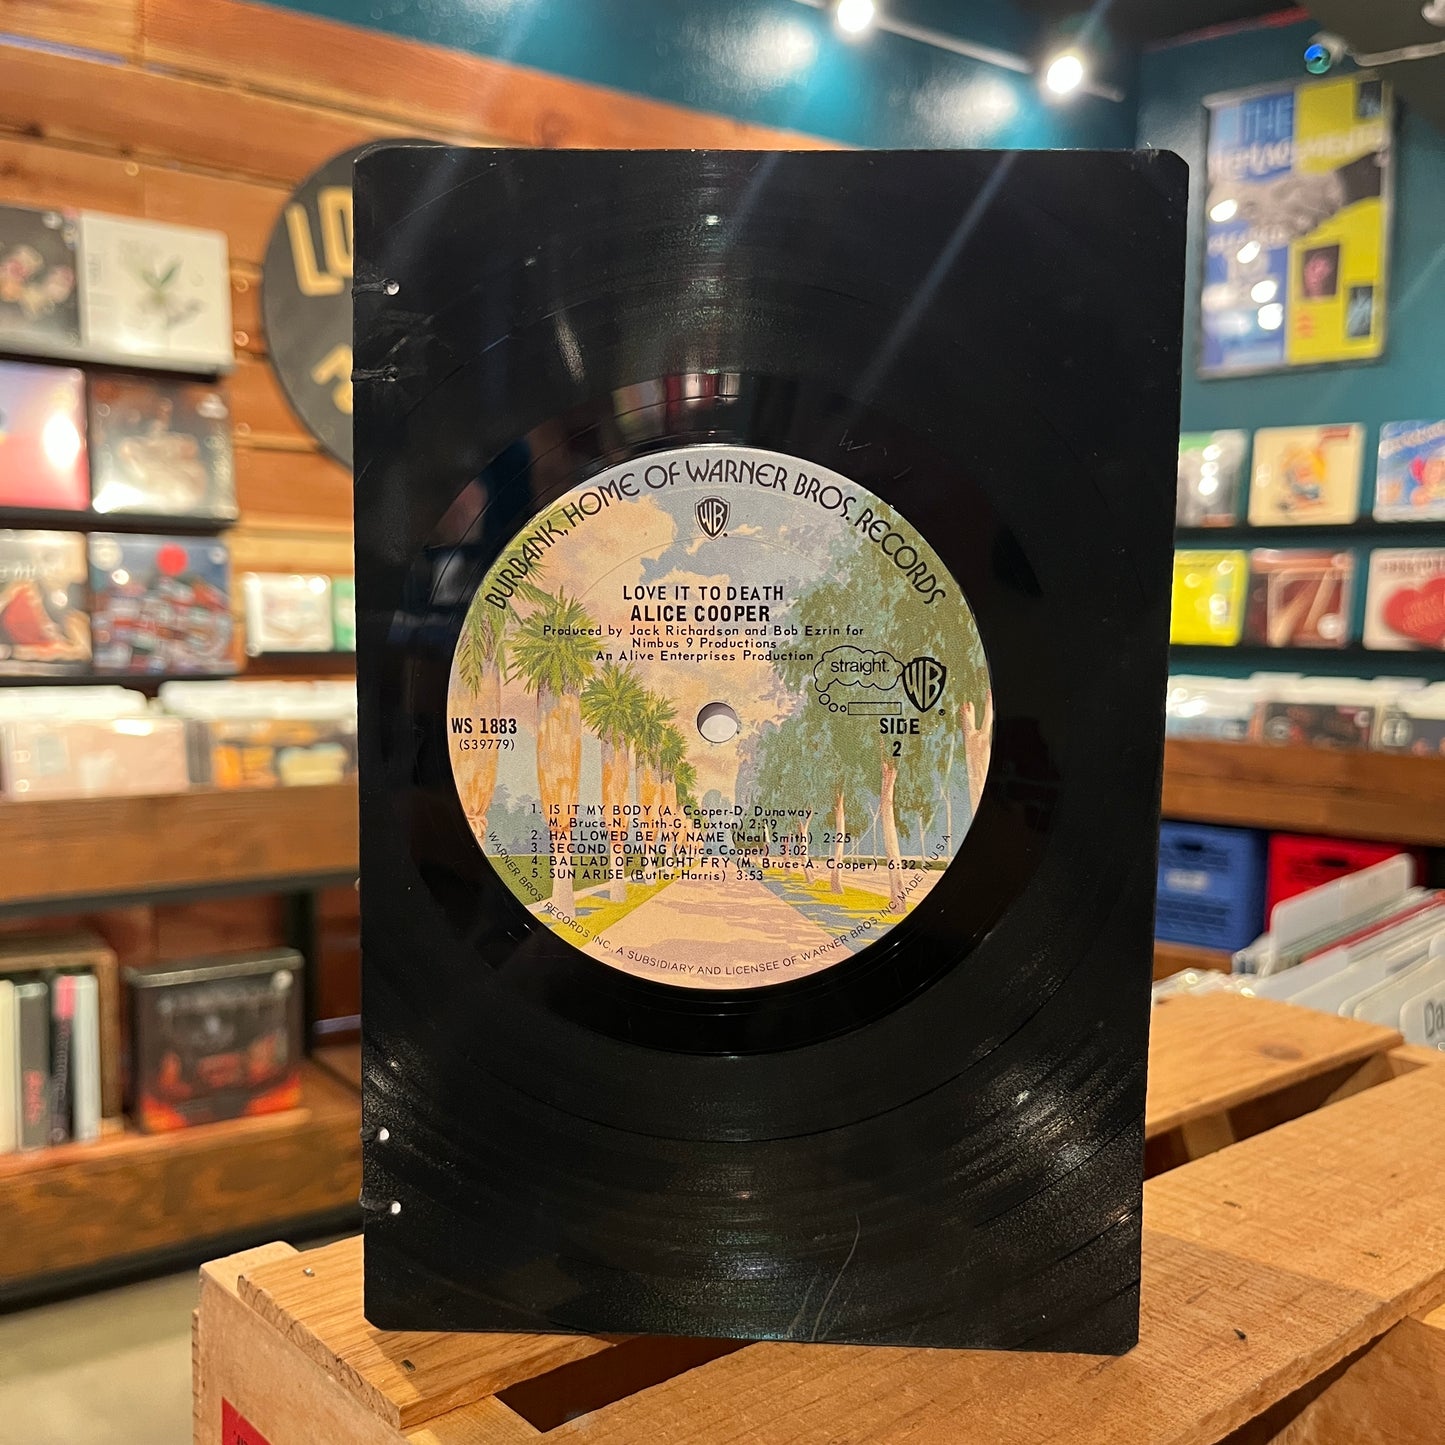 BURBANK, HOME OF WARNER BROS. RECORDS
WB
LOVE IT TO DEATH
ALICE COOPER
Produced by Jack Richardson and Bob Ezrin for
Nimbus 9 Productions
An Alive Enterprises Production
straight.
WB
WS 1883
(S39779)
SIDE
2
1. IS IT MY BODY (A. Cooper-D. Dunaway-
M. Bruce-N. Smith-G. Buxton) 2:39
2. HALLOWED BE MY NAME (Neal Smith) 2:25
3. SECOND COMING (Alice Cooper) 3:02
4. BALLAD OF DWIGHT FRY (M. Bruce-A. Cooper) 6:32
5. SUN ARISE (Butler-Harris) 3:53
WARNER BROS. RECORDS INC., A SUBSIDIARY AND LICENSEE OF WARNER BROS. INC. MADE IN U.S.A.
LO
THE